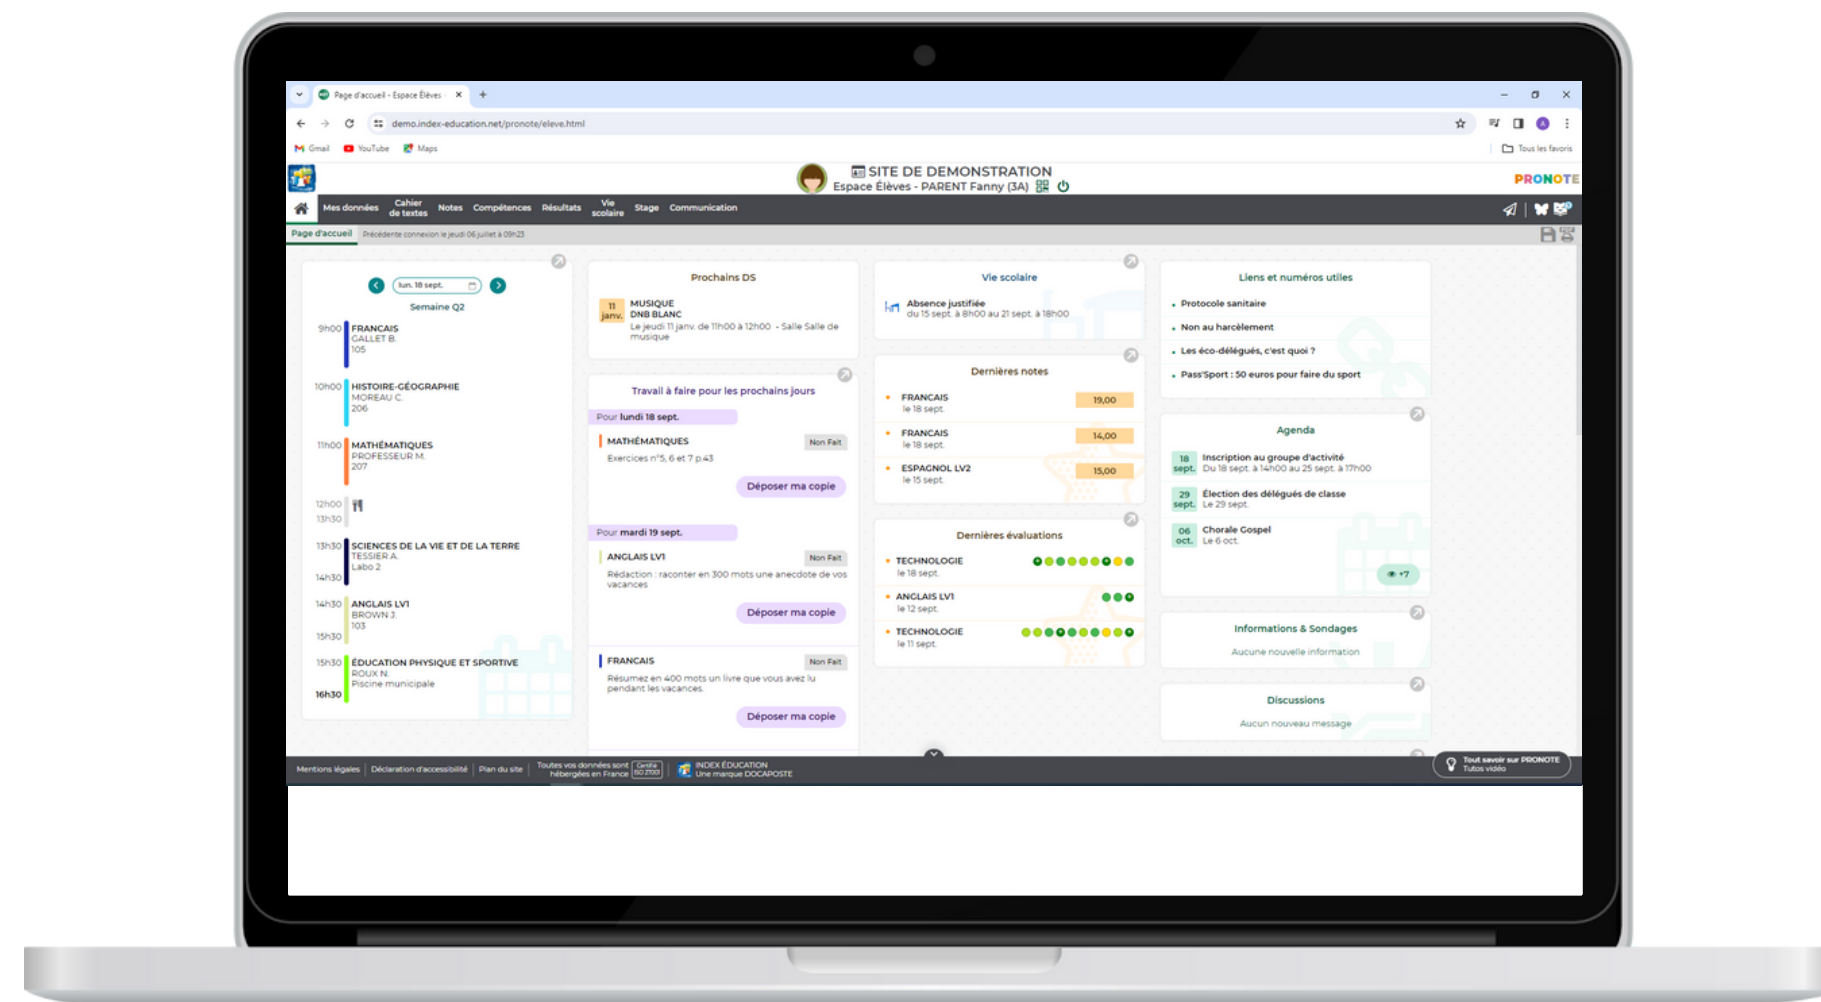 Page d'accueil - Espace Élèves
demo.index-education.net/pronote/eleve.html
Gmail YouTube Maps
Tous les favoris
SITE DE DEMONSTRATION
Espace Élèves - PARENT Fanny (3A)
PRONOTE
Mes données
Cahier
de textes
Notes
Compétences
Résultats
Vie
scolaire
Stage
Communication
Page d'accueil
Précédente connexion le jeudi 06 juillet à 09h23
lun. 18 sept.
Semaine Q2
9h00
FRANCAIS
GALLET B.
105
10h00
HISTOIRE-GÉOGRAPHIE
MOREAU C.
206
11h00
MATHÉMATIQUES
PROFESSEUR M.
207
12h00
13h30
13h30
SCIENCES DE LA VIE ET DE LA TERRE
TESSIER A.
Labo 2
14h30
14h30
ANGLAIS LV1
BROWN J.
103
15h30
15h30
ÉDUCATION PHYSIQUE ET SPORTIVE
ROUX N.
Piscine municipale
16h30
Prochains DS
11
janv.
MUSIQUE
DNB BLANC
Le jeudi 11 janv. de 11h00 à 12h00 - Salle Salle de
musique
Travail à faire pour les prochains jours
Pour lundi 18 sept.
MATHÉMATIQUES
Non Fait
Exercices n°5, 6 et 7 p.43
Déposer ma copie
Pour mardi 19 sept.
ANGLAIS LV1
Non Fait
Rédaction : raconter en 300 mots une anecdote de vos
vacances
Déposer ma copie
FRANCAIS
Non Fait
Résumez en 400 mots un livre que vous avez lu
pendant les vacances.
Déposer ma copie
Vie scolaire
Absence justifiée
du 15 sept. à 8h00 au 21 sept. à 18h00
Dernières notes
FRANCAIS
19,00
le 18 sept.
FRANCAIS
14,00
le 18 sept.
ESPAGNOL LV2
15,00
le 15 sept.
Dernières évaluations
TECHNOLOGIE
le 18 sept.
ANGLAIS LV1
le 12 sept.
TECHNOLOGIE
le 11 sept.
Liens et numéros utiles
Protocole sanitaire
Non au harcèlement
Les éco-délégués, c'est quoi ?
Pass'Sport : 50 euros pour faire du sport
Agenda
18
sept.
Inscription au groupe d'activité
Du 18 sept. à 14h00 au 25 sept. à 17h00
29
sept.
Élection des délégués de classe
Le 29 sept.
06
oct.
Chorale Gospel
Le 6 oct.
+7
Informations & Sondages
Aucune nouvelle information
Discussions
Aucun nouveau message
Mentions légales
Déclaration d'accessibilité
Plan du site
Toutes vos données sont
hébergées en France
Certifié
ISO 27001
INDEX ÉDUCATION
Une marque DOCAPOSTE
Tout savoir sur PRONOTE
Tutos vidéo